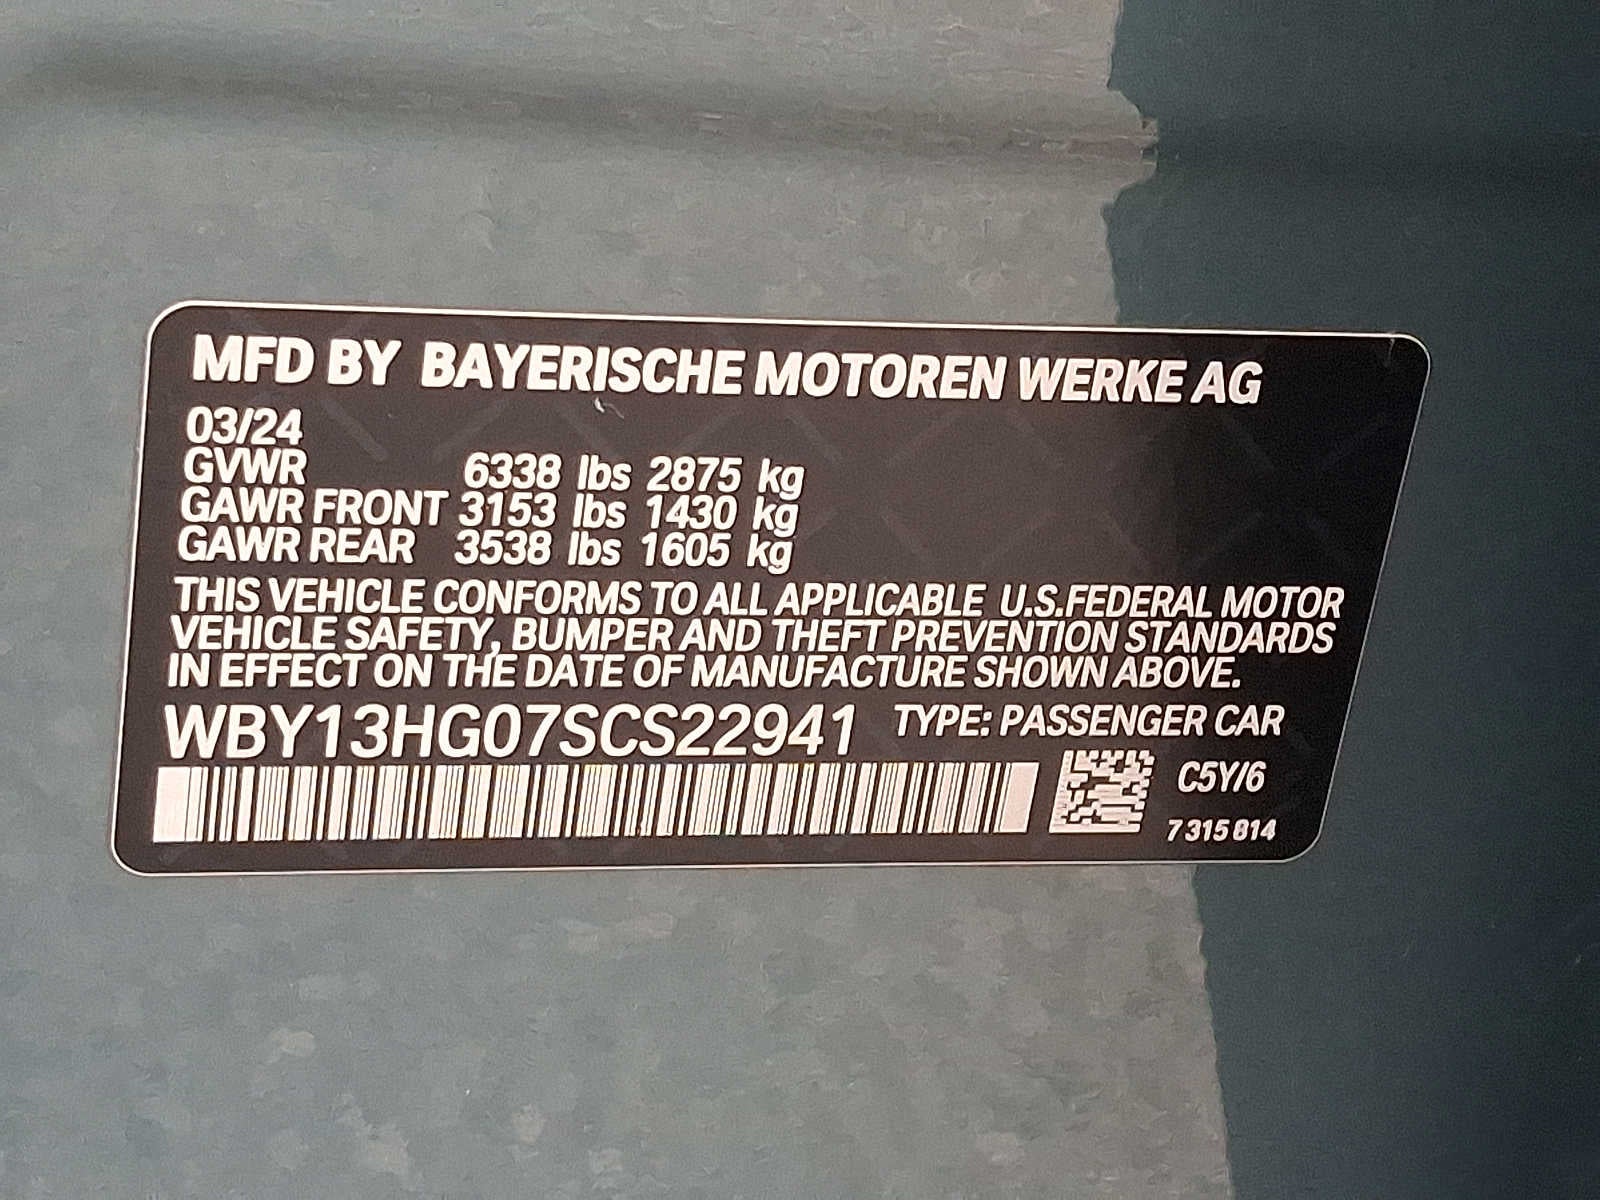 MFD BY BAYERISCHE MOTOREN WERKE AG
03/24
GVWR 6338 lbs 2875 kg
GAWR FRONT 3153 lbs 1430 kg
GAWR REAR 3538 lbs 1605 kg
THIS VEHICLE CONFORMS TO ALL APPLICABLE U.S.FEDERAL MOTOR
VEHICLE SAFETY, BUMPER AND THEFT PREVENTION STANDARDS
IN EFFECT ON THE DATE OF MANUFACTURE SHOWN ABOVE.
WBY13HG07SCS22941 TYPE: PASSENGER CAR
C5Y/6
7 315 814